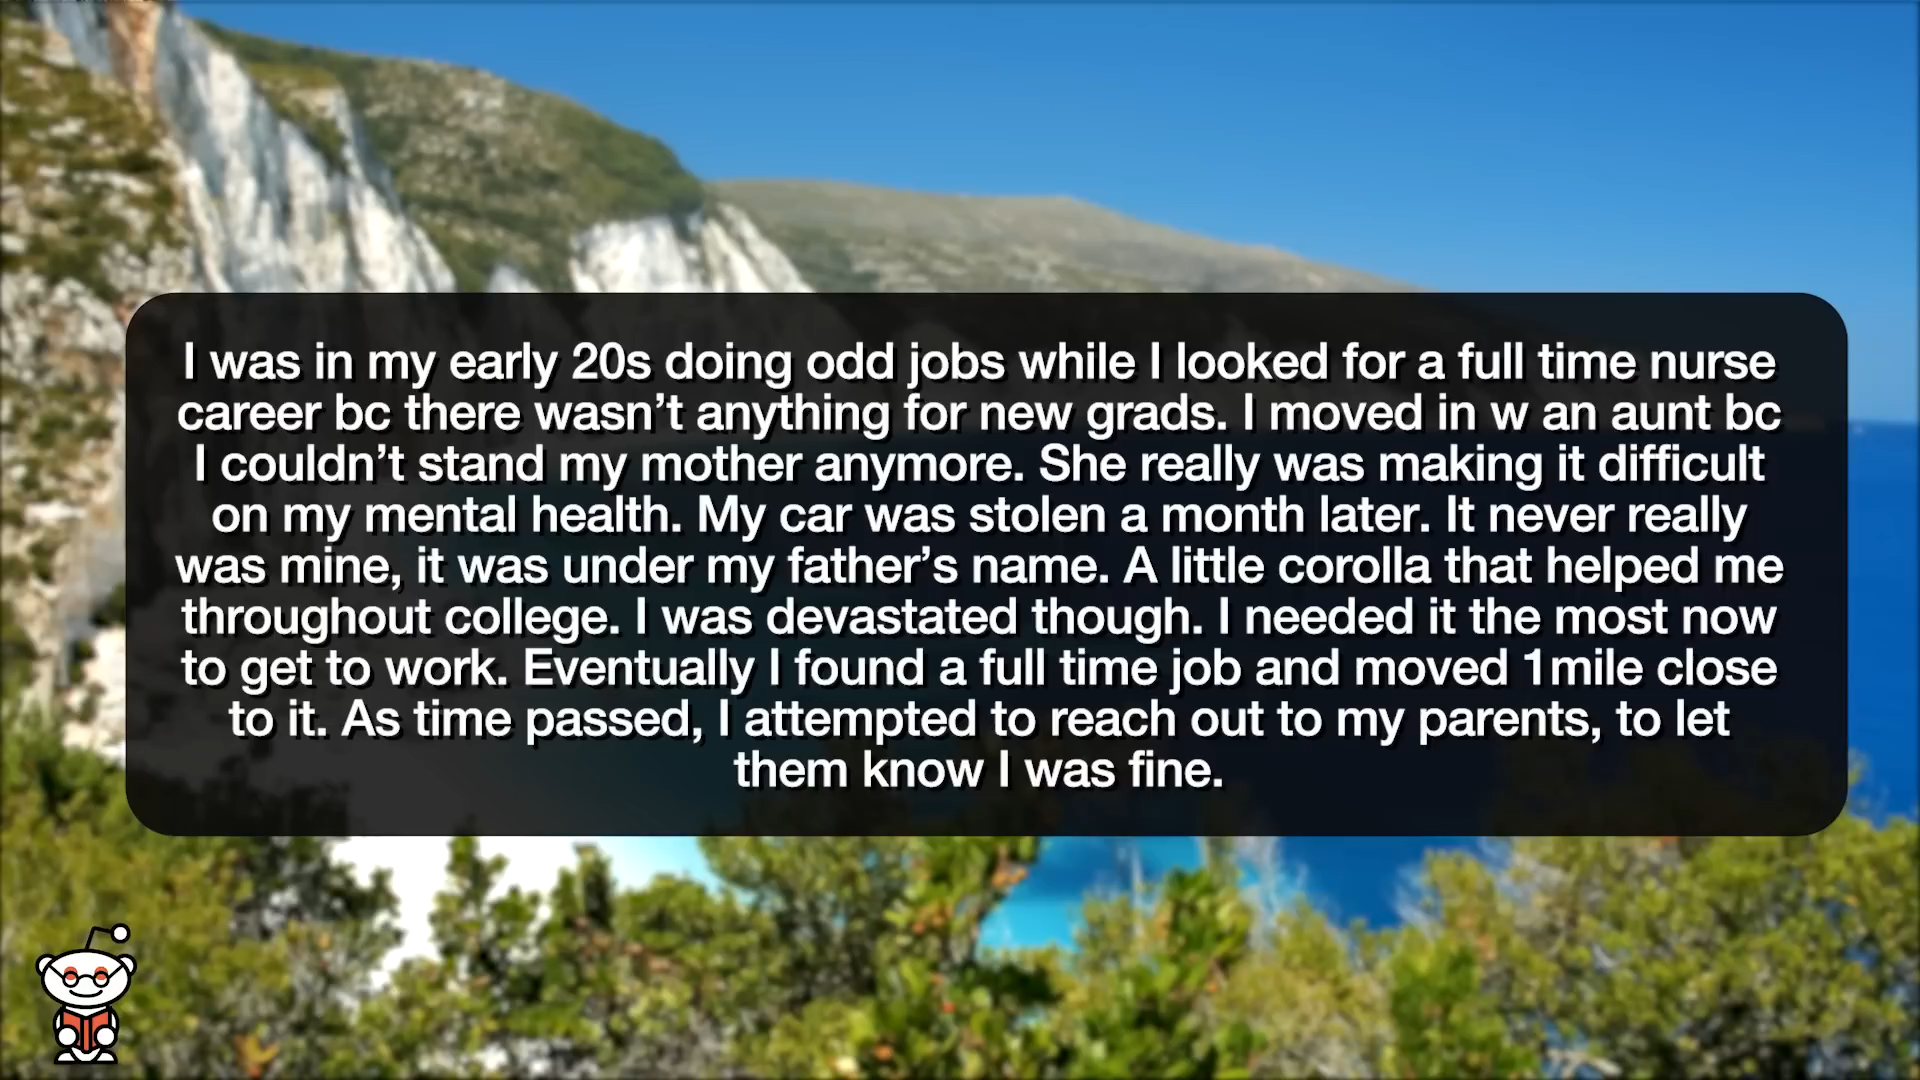 I was in my early 20s doing odd jobs while I looked for a full time nurse
career bc there wasn’t anything for new grads. I moved in w an aunt bc
I couldn’t stand my mother anymore. She really was making it difficult
on my mental health. My car was stolen a month later. It never really
was mine, it was under my father’s name. A little corolla that helped me
throughout college. I was devastated though. I needed it the most now
to get to work. Eventually I found a full time job and moved 1mile close
to it. As time passed, I attempted to reach out to my parents, to let
them know I was fine.